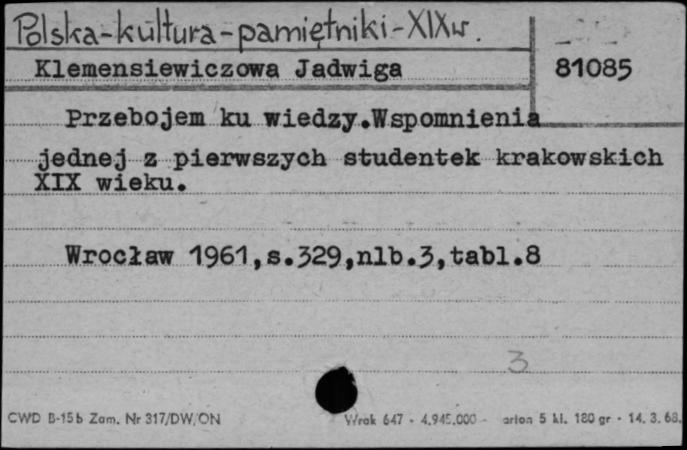 Polska-kultura-pamiętniki-XIXw.
Klemensiewiczowa Jadwiga 81085
Przebojem ku wiedzy.Wspomnienia
jednej z pierwszych studentek krakowskich
XIX wieku.
Wrocław 1961,s.329,nlb.3,tabl.8
3
CWD B-15b Zam. Nr 317/DW/ON Wrak 647 - 4.945.000 - arton 5 kl. 180 gr - 14.3.68.